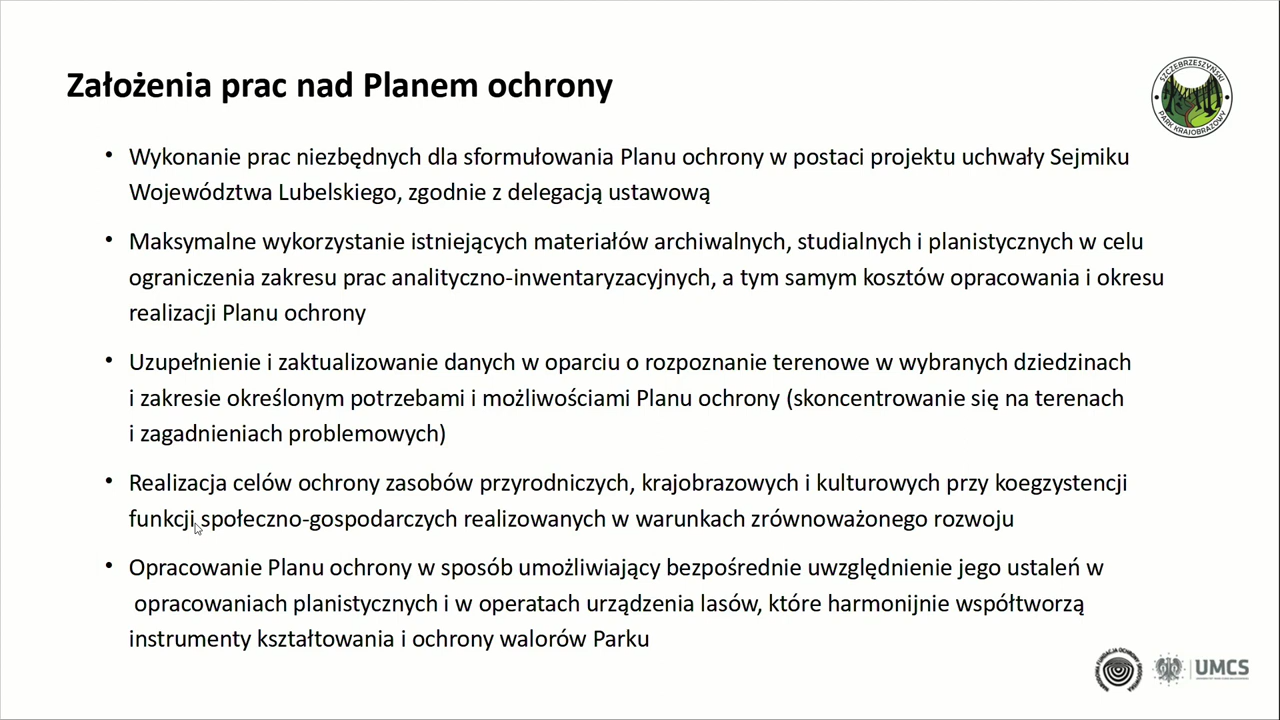 Założenia prac nad Planem ochrony
SZCZEBRZESZYŃSKI
PARK KRAJOBRAZOWY
• Wykonanie prac niezbędnych dla sformułowania Planu ochrony w postaci projektu uchwały Sejmiku
Województwa Lubelskiego, zgodnie z delegacją ustawową
• Maksymalne wykorzystanie istniejących materiałów archiwalnych, studialnych i planistycznych w celu
ograniczenia zakresu prac analityczno-inwentaryzacyjnych, a tym samym kosztów opracowania i okresu
realizacji Planu ochrony
• Uzupełnienie i zaktualizowanie danych w oparciu o rozpoznanie terenowe w wybranych dziedzinach
i zakresie określonym potrzebami i możliwościami Planu ochrony (skoncentrowanie się na terenach
i zagadnieniach problemowych)
• Realizacja celów ochrony zasobów przyrodniczych, krajobrazowych i kulturowych przy koegzystencji
funkcji społeczno-gospodarczych realizowanych w warunkach zrównoważonego rozwoju
• Opracowanie Planu ochrony w sposób umożliwiający bezpośrednie uwzględnienie jego ustaleń w
opracowaniach planistycznych i w operatach urządzenia lasów, które harmonijnie współtworzą
instrumenty kształtowania i ochrony walorów Parku
UMCS